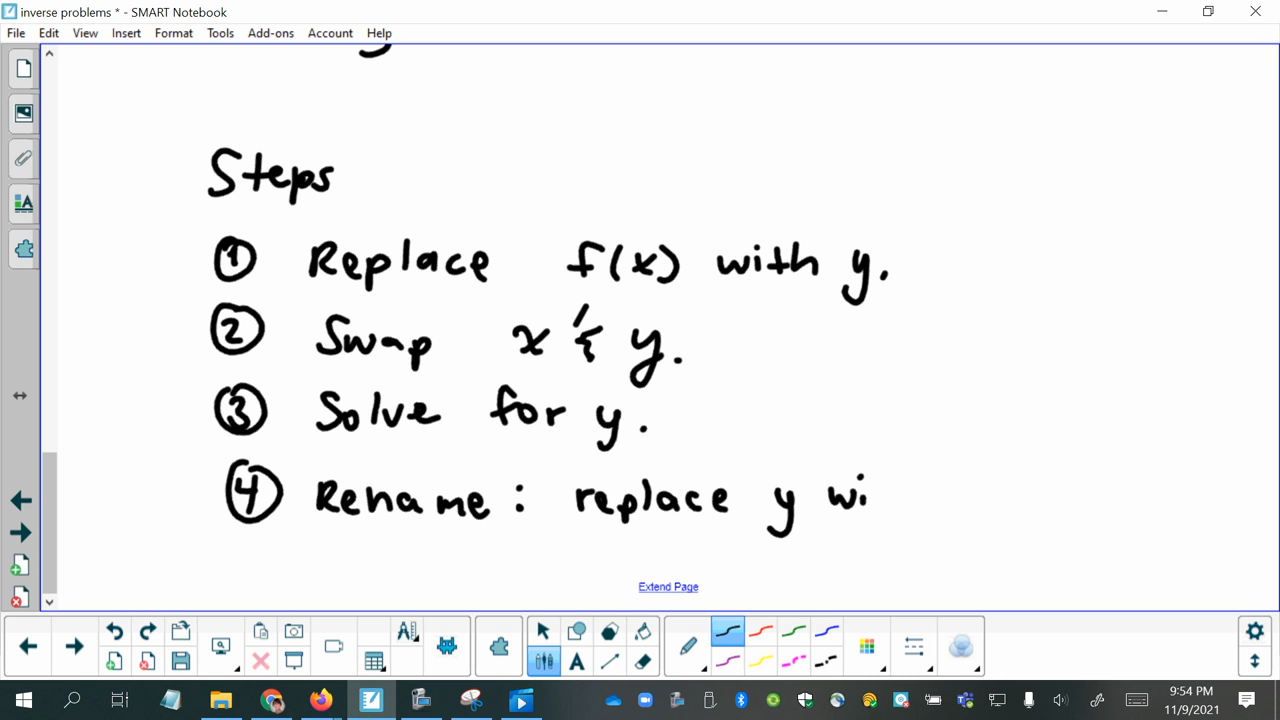 inverse problems * - SMART Notebook
File Edit View Insert Format Tools Add-ons Account Help
Steps
① Replace f(x) with y.
② Swap x & y.
③ Solve for y.
④ Rename: replace y wi
Extend Page
9:54 PM
11/9/2021